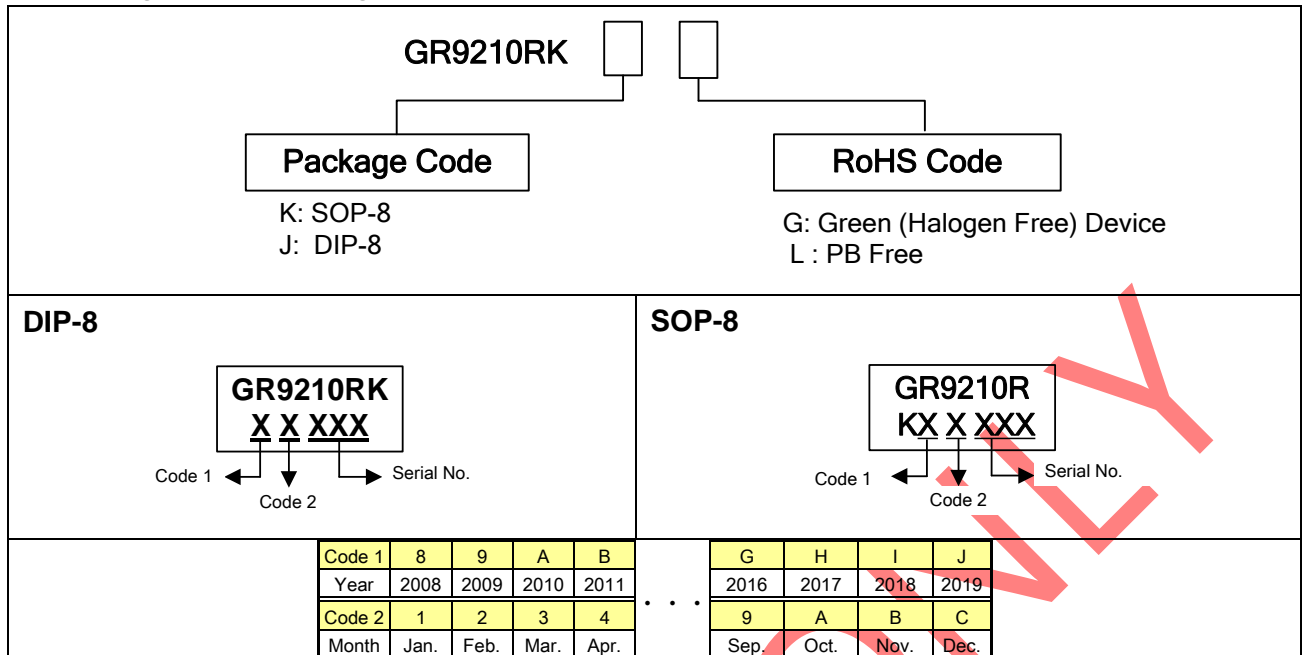 GR9210RK
Package Code
RoHS Code
K: SOP-8
J: DIP-8
G: Green (Halogen Free) Device
L : PB Free
DIP-8
GR9210RK
X X XXX
Code 1
Code 2
Serial No.
SOP-8
GR9210R
KX X XXX
Code 1
Code 2
Serial No.
Code 1 8 9 A B . . . G H I J
Year 2008 2009 2010 2011 2016 2017 2018 2019
Code 2 1 2 3 4 9 A B C
Month Jan. Feb. Mar. Apr. Sep. Oct. Nov. Dec.